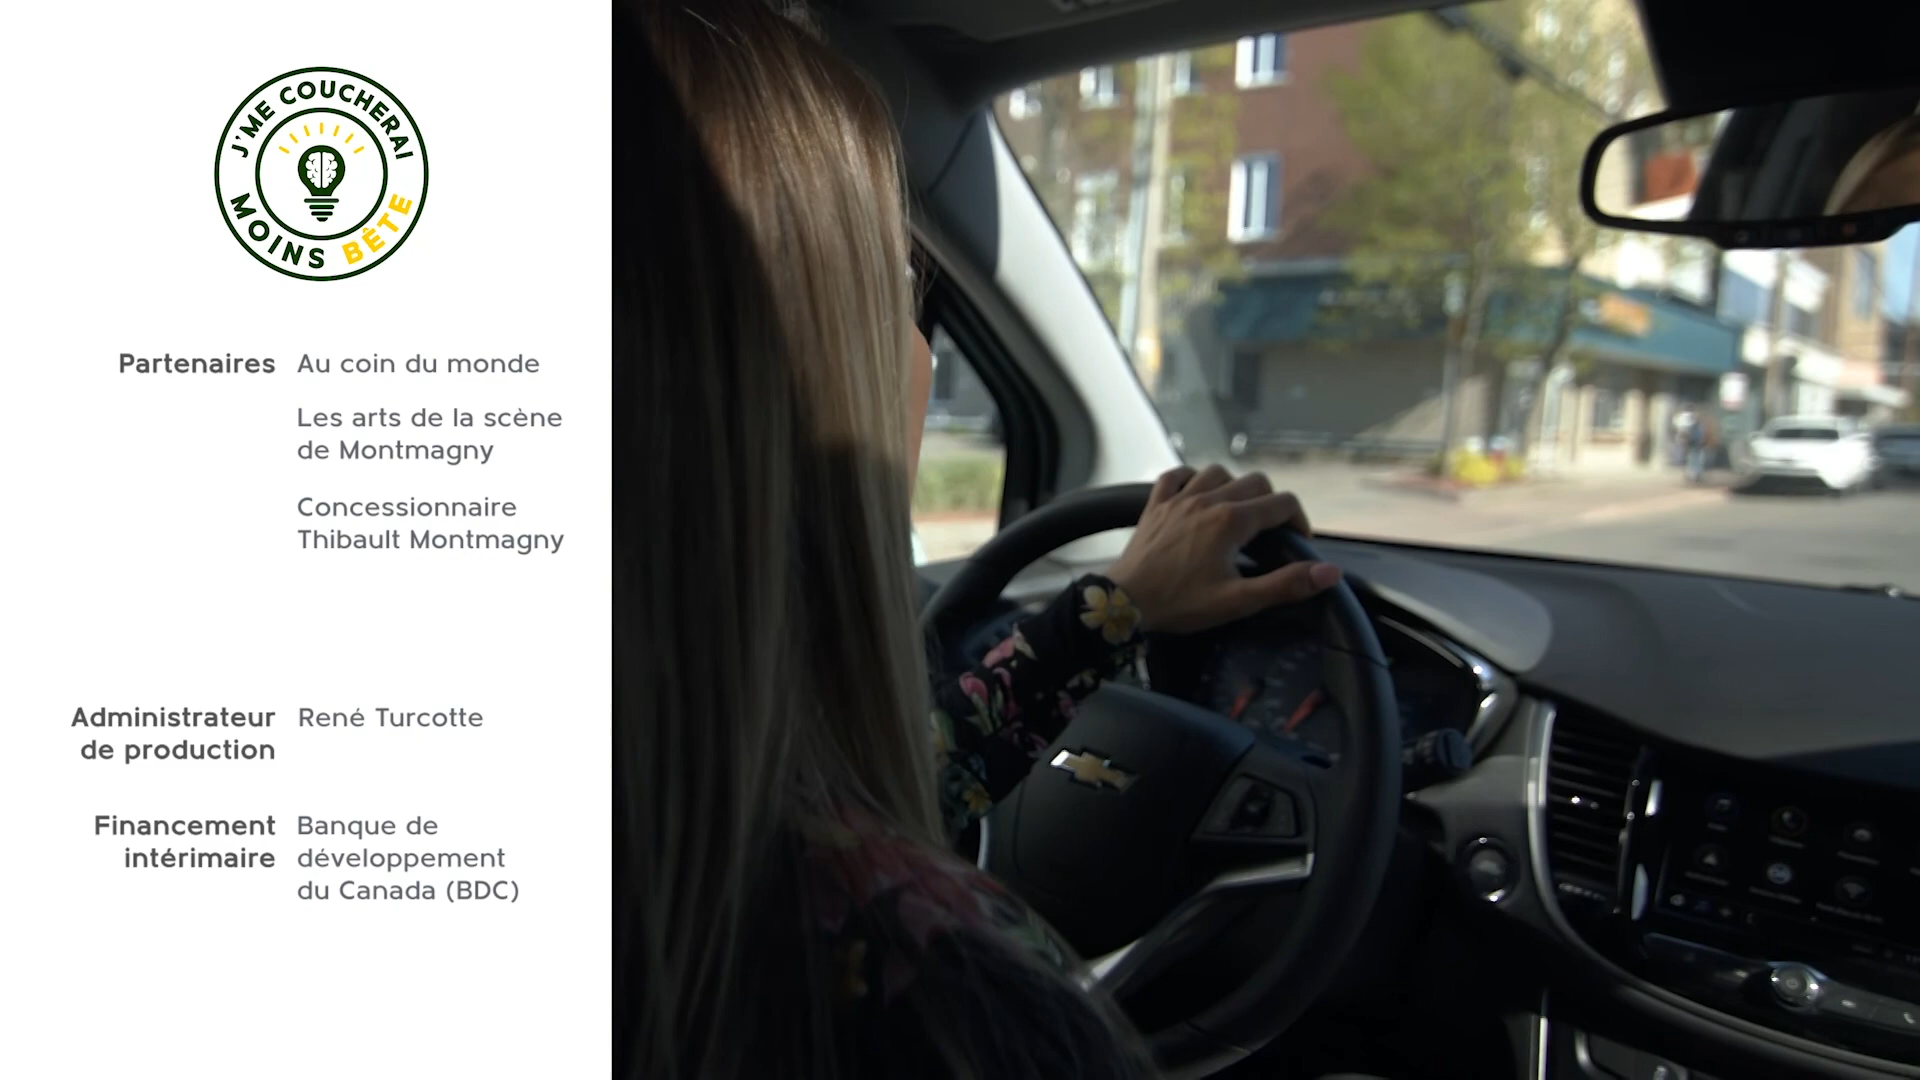 J'ME COUCHERAI
MOINS BÊTE
Partenaires Au coin du monde
Les arts de la scène
de Montmagny
Concessionnaire
Thibault Montmagny
Administrateur René Turcotte
de production
Financement Banque de
intérimaire développement
du Canada (BDC)